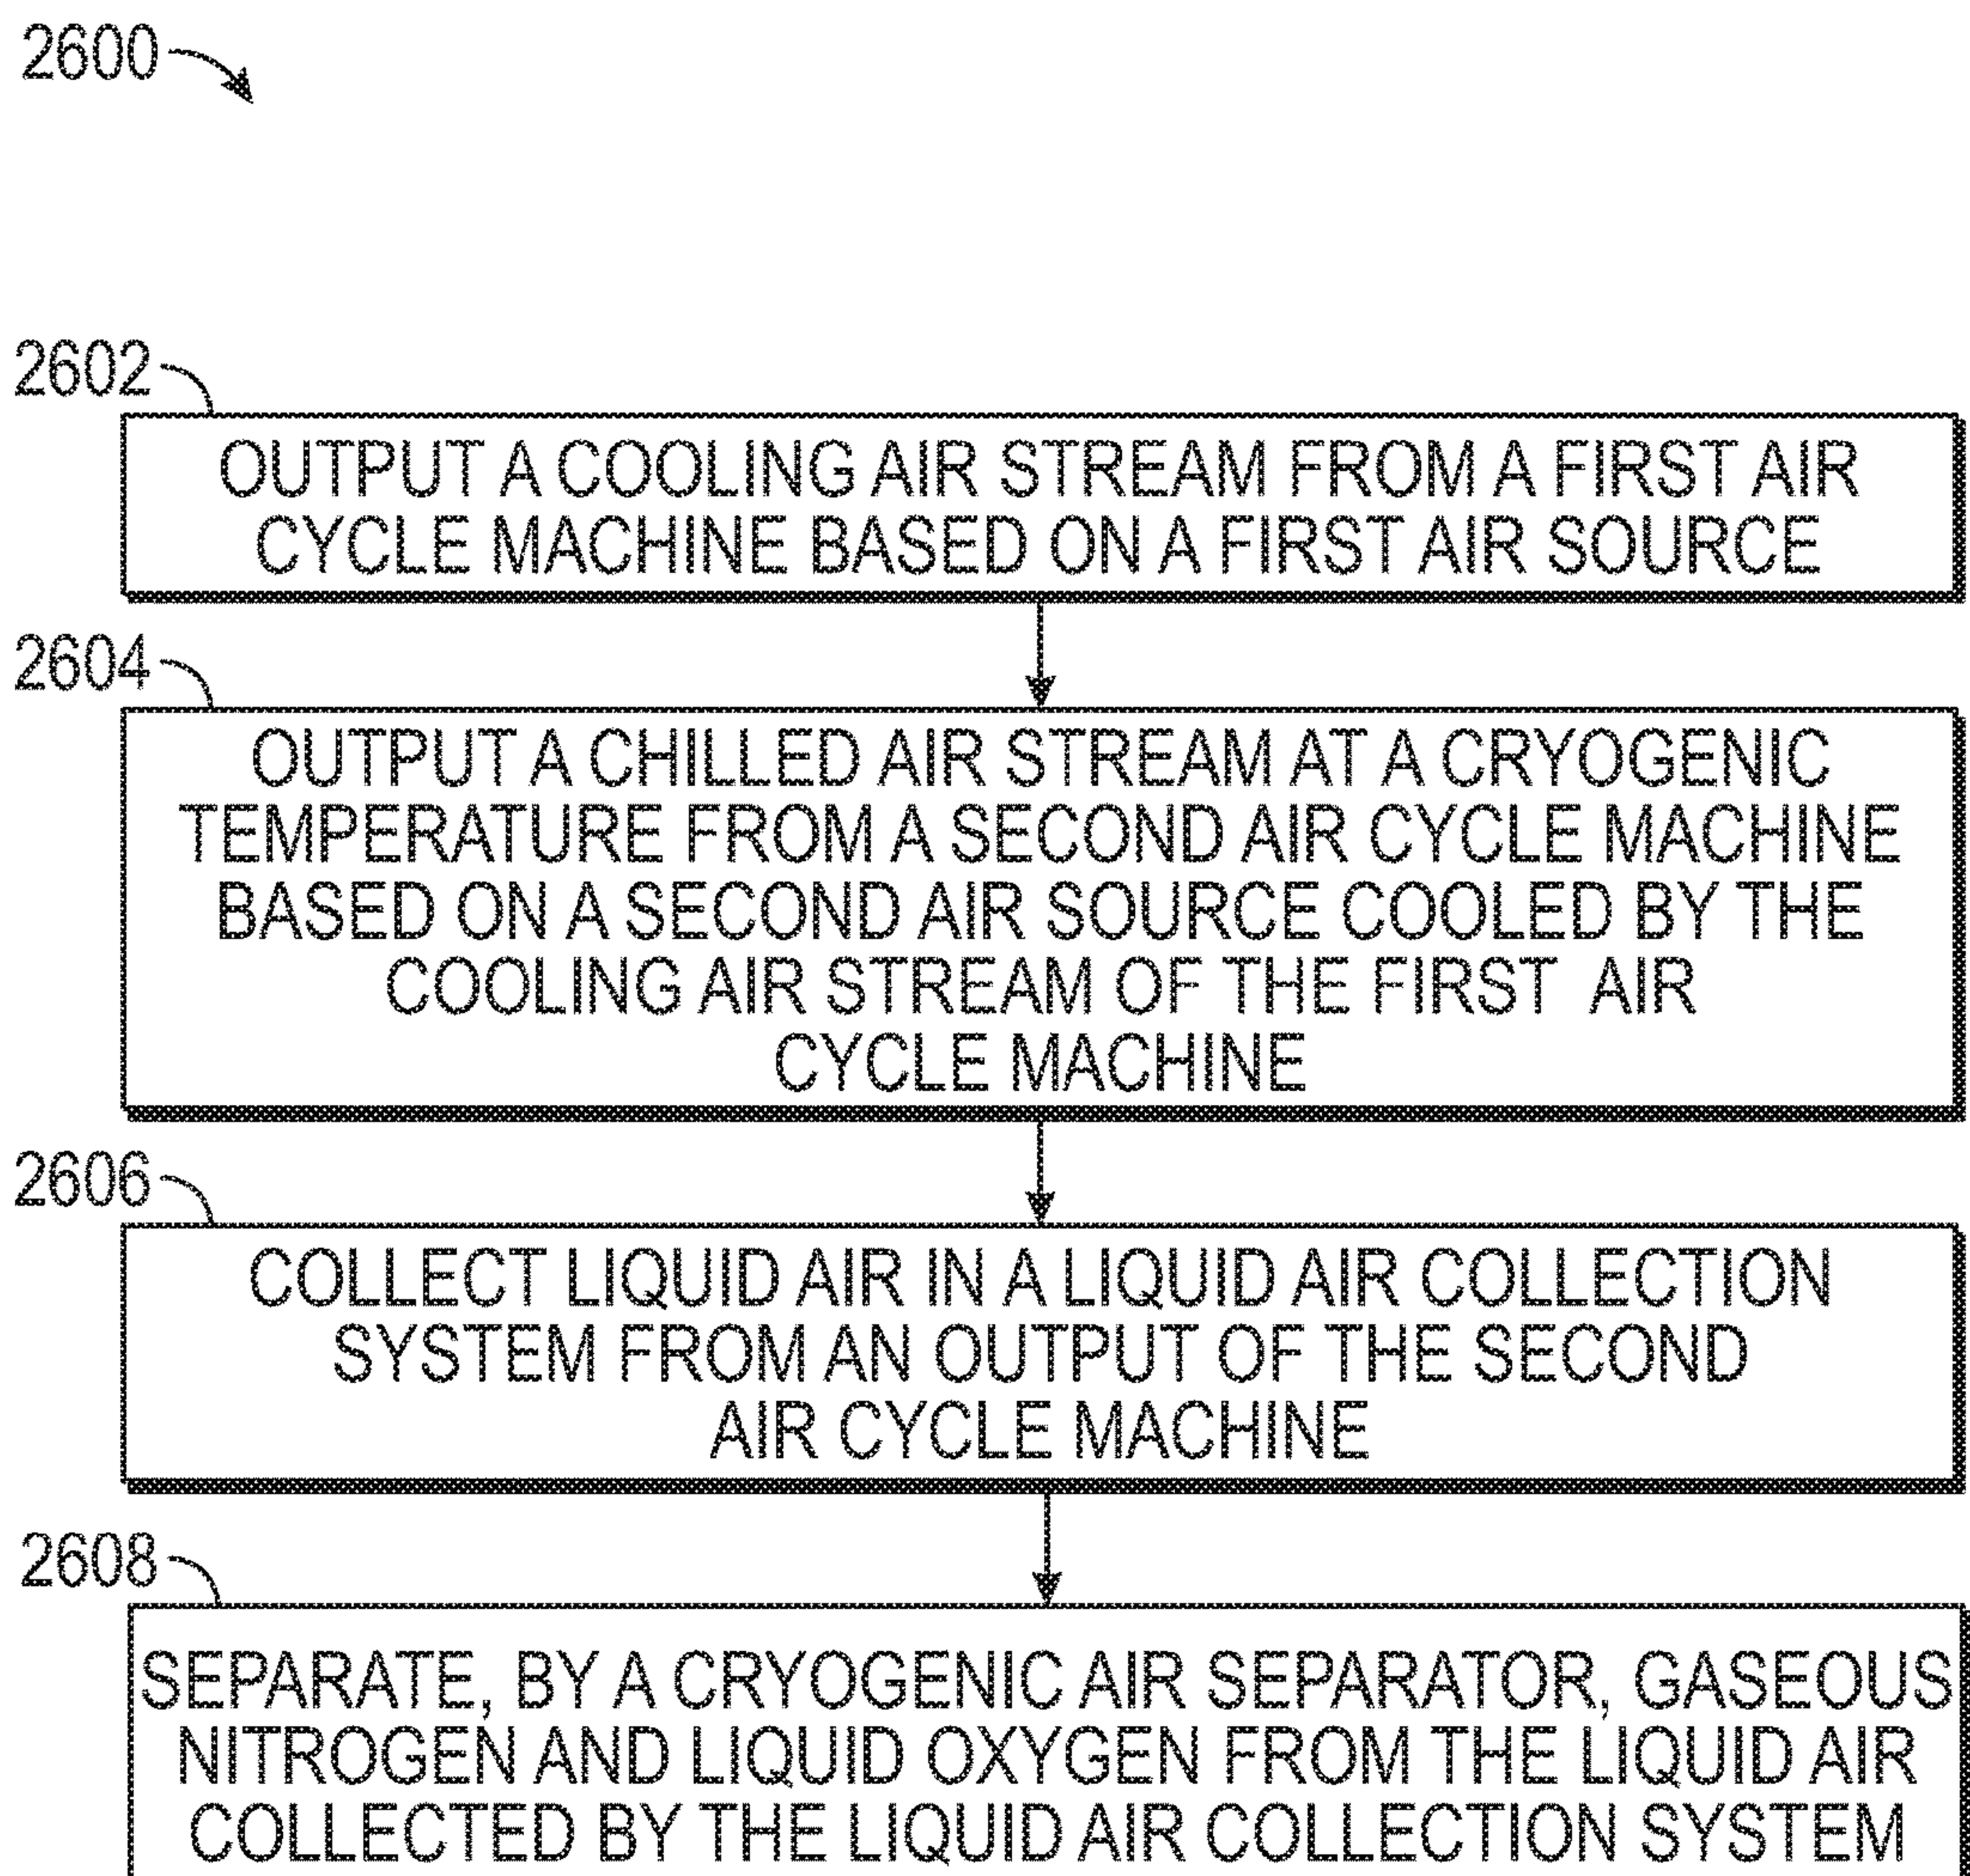 2600
2602
OUTPUT A COOLING AIR STREAM FROM A FIRST AIR
CYCLE MACHINE BASED ON A FIRST AIR SOURCE
2604
OUTPUT A CHILLED AIR STREAM AT A CRYOGENIC
TEMPERATURE FROM A SECOND AIR CYCLE MACHINE
BASED ON A SECOND AIR SOURCE COOLED BY THE
COOLING AIR STREAM OF THE FIRST AIR
CYCLE MACHINE
2606
COLLECT LIQUID AIR IN A LIQUID AIR COLLECTION
SYSTEM FROM AN OUTPUT OF THE SECOND
AIR CYCLE MACHINE
2608
SEPARATE, BY A CRYOGENIC AIR SEPARATOR, GASEOUS
NITROGEN AND LIQUID OXYGEN FROM THE LIQUID AIR
COLLECTED BY THE LIQUID AIR COLLECTION SYSTEM